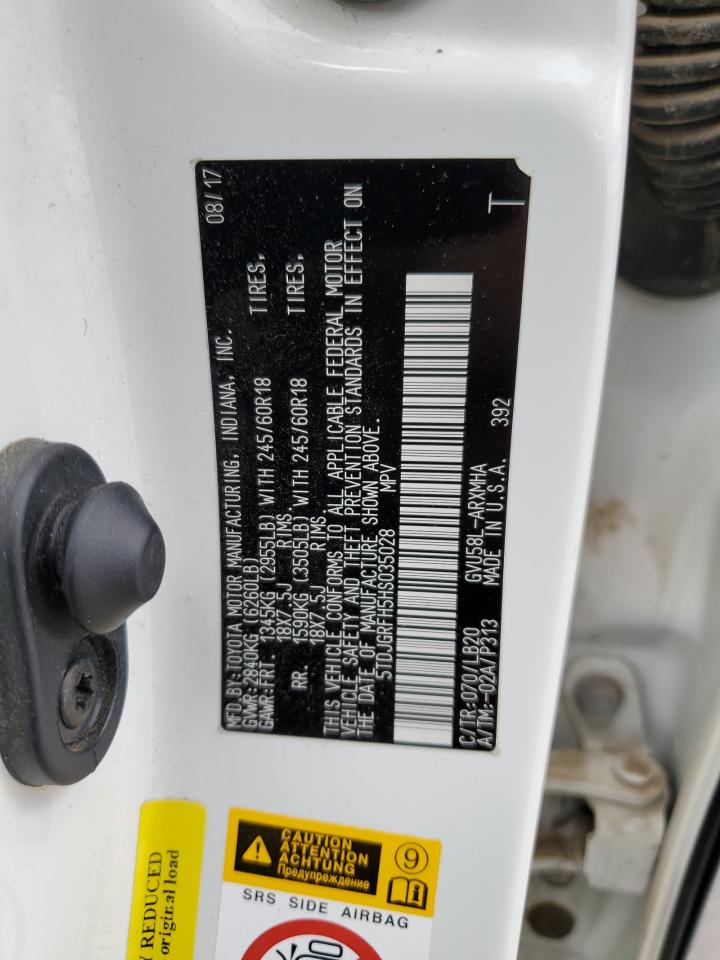 MFD.BY:TOYOTA MOTOR MANUFACTURING, INDIANA, INC. 08/17
GVWR:2840KG(6260LB)
GAWR:FRT. 1345KG (2955LB) WITH 245/60R18 TIRES,
18X7.5J RIMS
RR. 1590KG (3505LB) WITH 245/60R18 TIRES,
18X7.5J RIMS
THIS VEHICLE CONFORMS TO ALL APPLICABLE FEDERAL MOTOR
VEHICLE SAFETY AND THEFT PREVENTION STANDARDS IN EFFECT ON
THE DATE OF MANUFACTURE SHOWN ABOVE.
5TDJGRFH5HS035028 MPV
C/TR:070/LB20 GVU58L-ARXMHA
A/TM:-02A/P313 MADE IN U.S.A. 392 T
Y REDUCED
original load
CAUTION
ATTENTION
ACHTUNG
Предупреждение
9
SRS SIDE AIRBAG